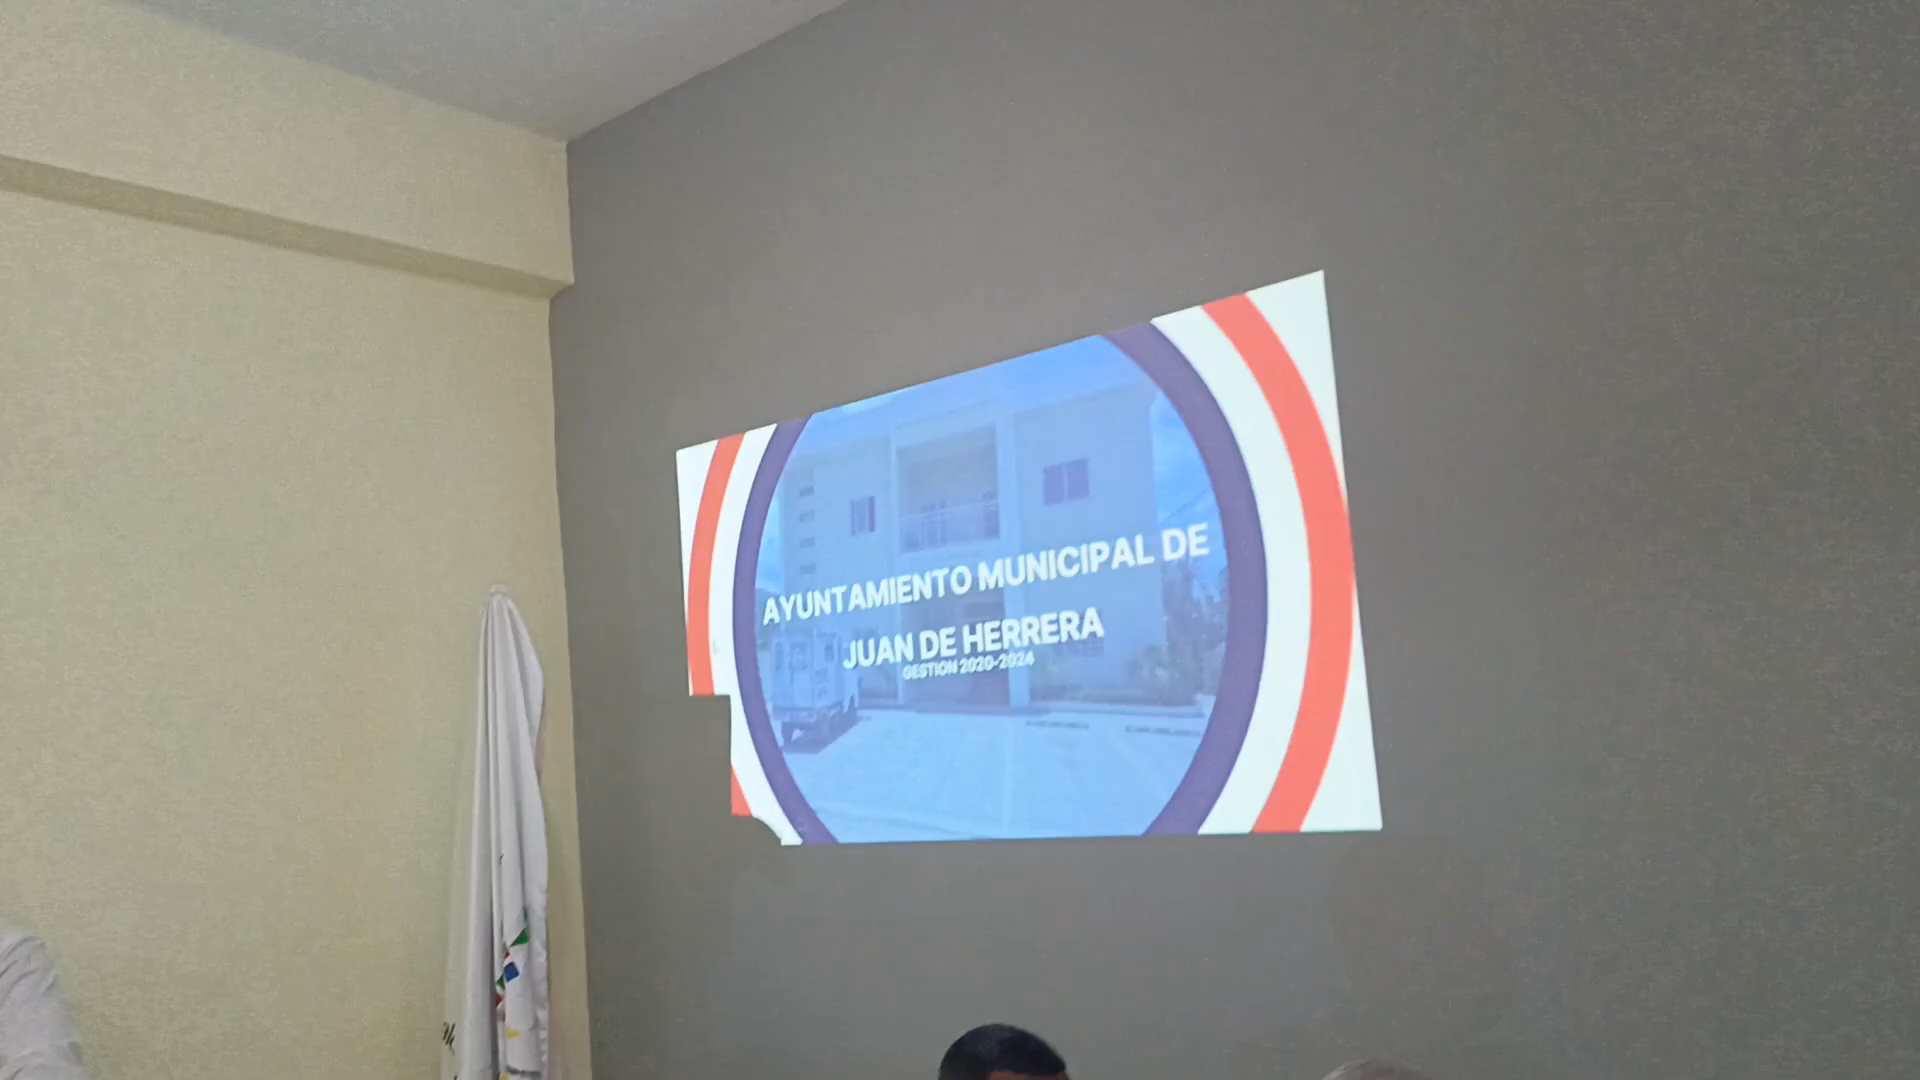 AYUNTAMIENTO MUNICIPAL DE
JUAN DE HERRERA
GESTION 2020-2024